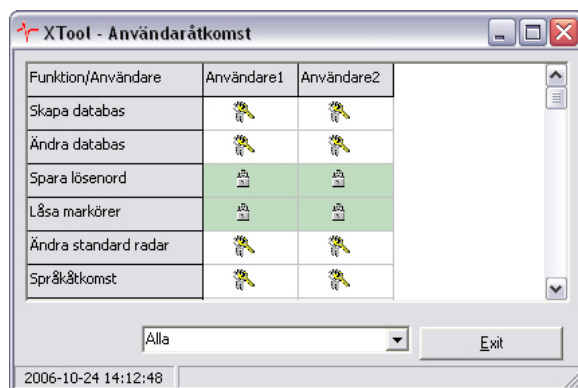 XTool - Användaråtkomst
Funktion/Användare Användare1 Användare2
Skapa databas
Ändra databas
Spara lösenord
Låsa markörer
Ändra standard radar
Språkåtkomst
Alla
Exit
2006-10-24 14:12:48